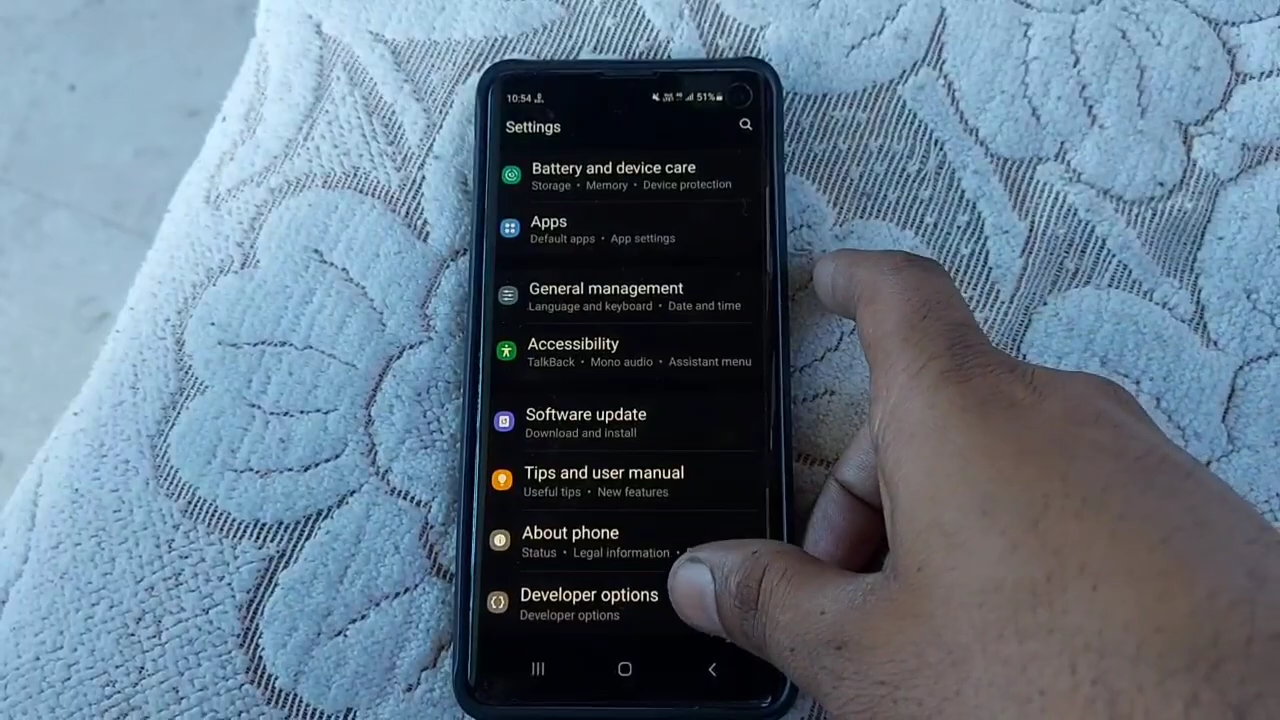 10:54 51%
Settings
Battery and device care
Storage • Memory • Device protection
Apps
Default apps • App settings
General management
Language and keyboard • Date and time
Accessibility
TalkBack • Mono audio • Assistant menu
Software update
Download and install
Tips and user manual
Useful tips • New features
About phone
Status • Legal information •
Developer options
Developer options